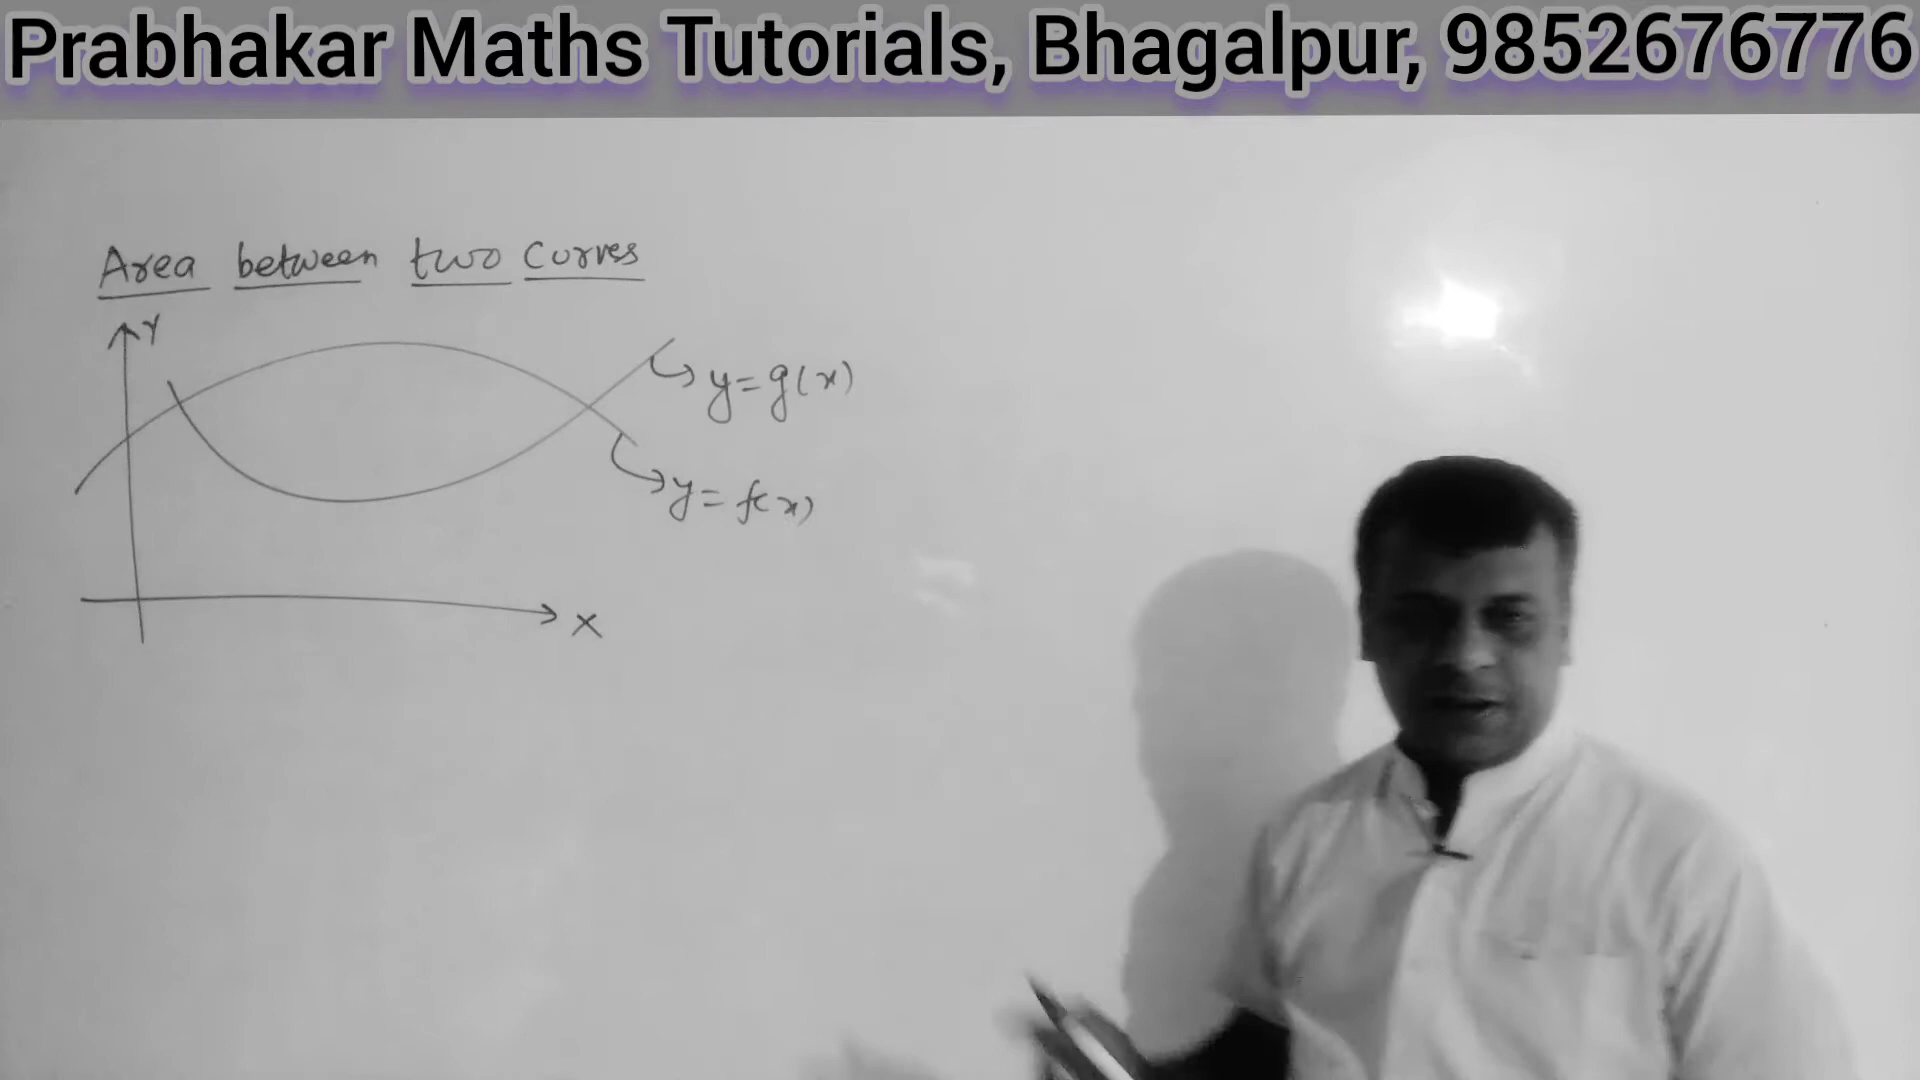 Prabhakar Maths Tutorials, Bhagalpur, 9852676776
Area between two curves
Y
y=g(x)
y=f(x)
X